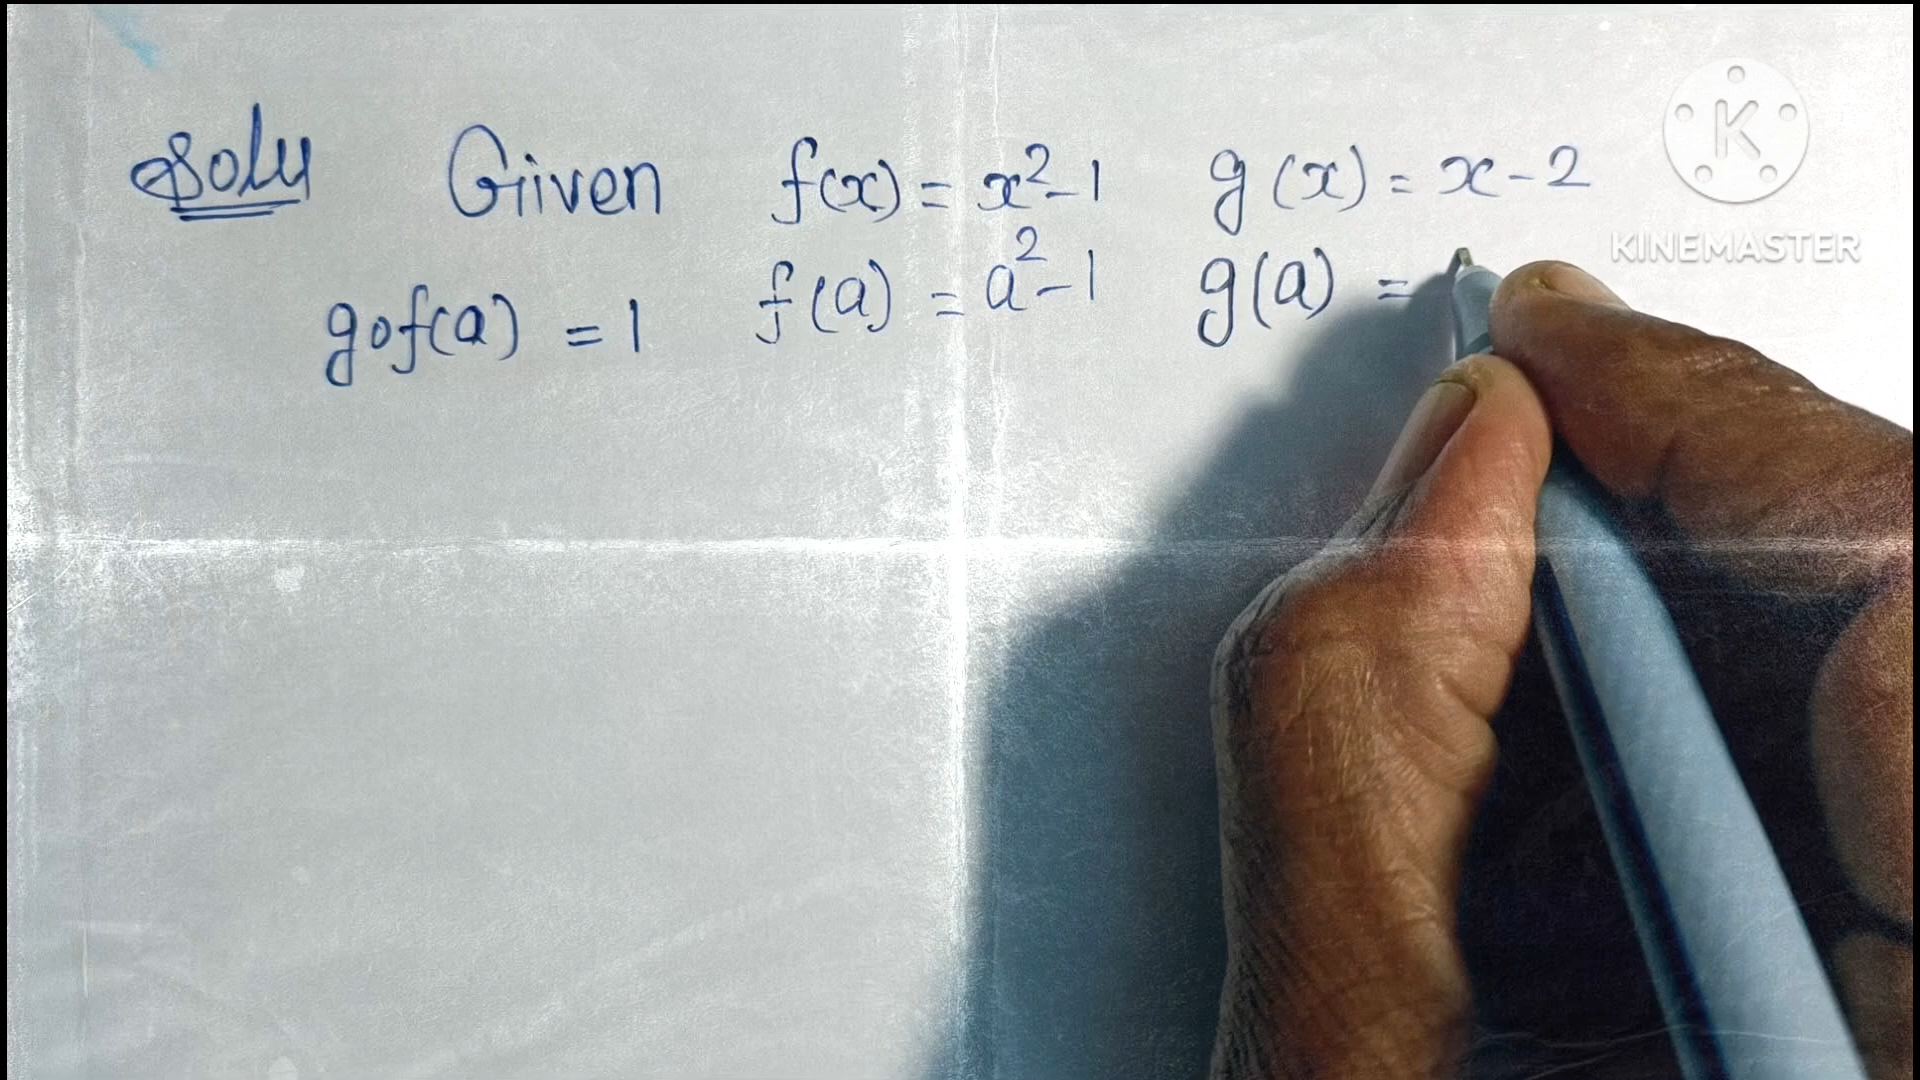 Solu Given f(x) = x²-1 g(x) = x-2
gof(a) = 1 f(a) = a²-1 g(a) =
K
KINEMASTER